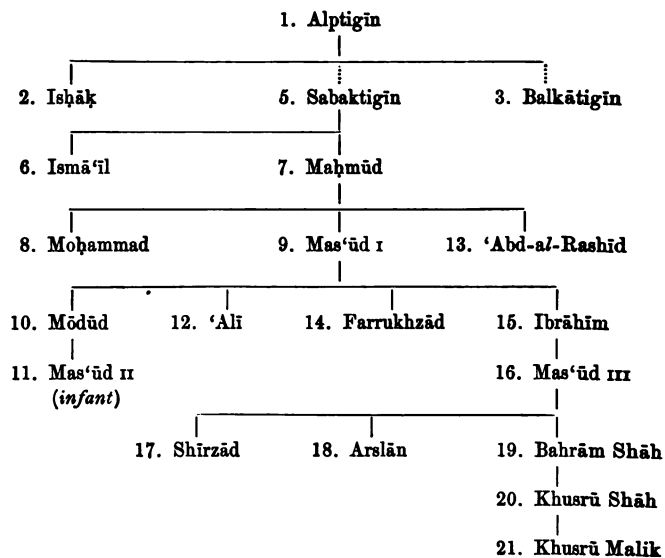 1. Alptigīn
2. Isḥāḳ 5. Sabaktigīn 3. Balkātigīn
6. Ismā‘īl 7. Maḥmūd
8. Moḥammad 9. Mas‘ūd I 13. ‘Abd-al-Rashīd
10. Mōdūd 12. ‘Alī 14. Farrukhzād 15. Ibrāhīm
11. Mas‘ūd II 16. Mas‘ūd III
(infant)
17. Shīrzād 18. Arslān 19. Bahrām Shāh
20. Khusrū Shāh
21. Khusrū Malik